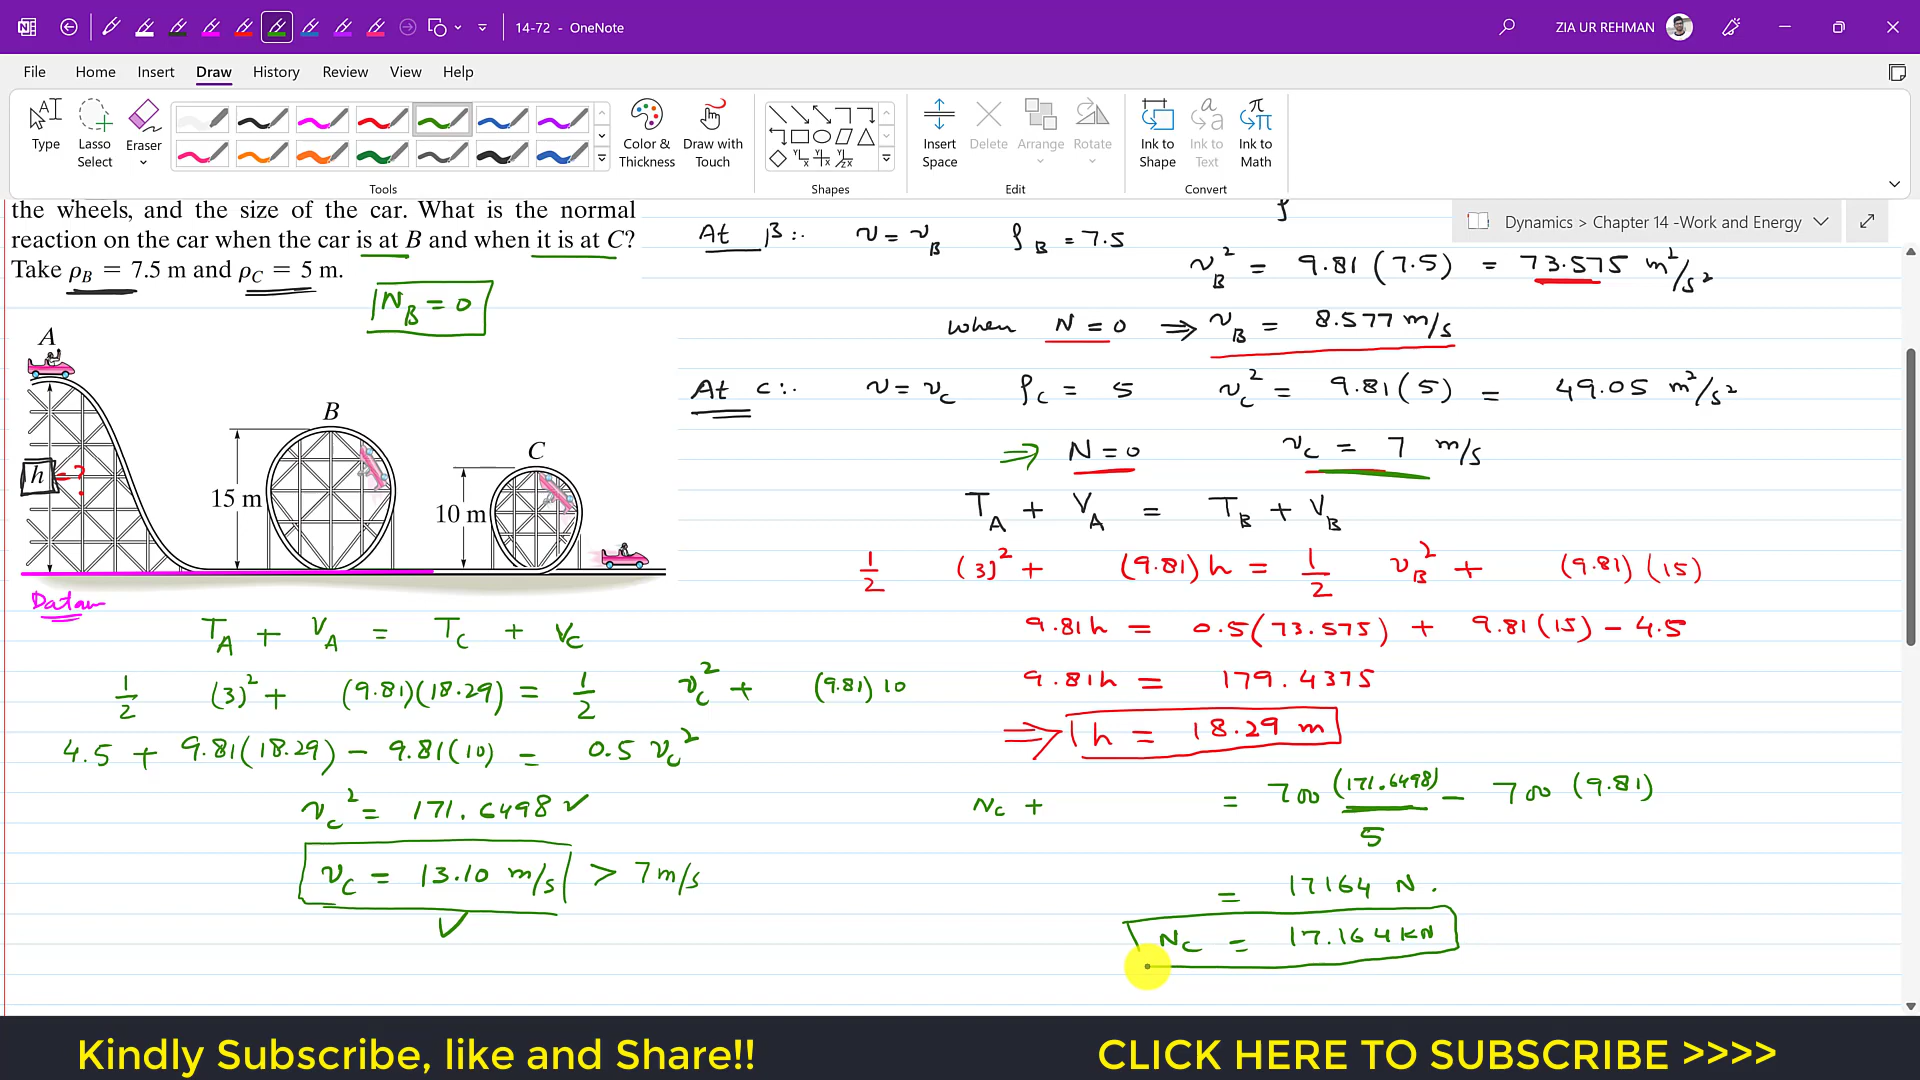 14-72 - OneNote
ZIA UR REHMAN
File Home Insert Draw History Review View Help
Type
Lasso Select
Eraser
Color & Thickness
Draw with Touch
Insert Space
Delete
Arrange
Rotate
Ink to Shape
Ink to Text
Ink to Math
Tools
Shapes
Edit
Convert
Dynamics > Chapter 14 -Work and Energy
the wheels, and the size of the car. What is the normal
reaction on the car when the car is at B and when it is at C?
Take ρB = 7.5 m and ρC = 5 m.
NB = 0
A
B
C
h = ?
15 m
10 m
Datum
TA + VA = TC + VC
1/2 (3)² + (9.81)(18.29) = 1/2 vC² + (9.81) 10
4.5 + 9.81(18.29) - 9.81(10) = 0.5 vC²
vC² = 171.6498 ✓
vC = 13.10 m/s > 7 m/s
✓
ρ
At B:- v = vB ρB = 7.5
vB² = 9.81 (7.5) = 73.575 m²/s²
when N = 0 ⇒ vB = 8.577 m/s
At C:- v = vC ρC = 5 vC² = 9.81(5) = 49.05 m²/s²
⇒ N = 0 vC = 7 m/s
TA + VA = TB + VB
1/2 (3)² + (9.81) h = 1/2 vB² + (9.81) (15)
9.81h = 0.5(73.575) + 9.81(15) - 4.5
9.81h = 179.4375
⇒ h = 18.29 m
NC + = 700 (171.6498)/5 - 700 (9.81)
= 17164 N.
NC = 17.164 KN
Kindly Subscribe, like and Share!!
CLICK HERE TO SUBSCRIBE >>>>